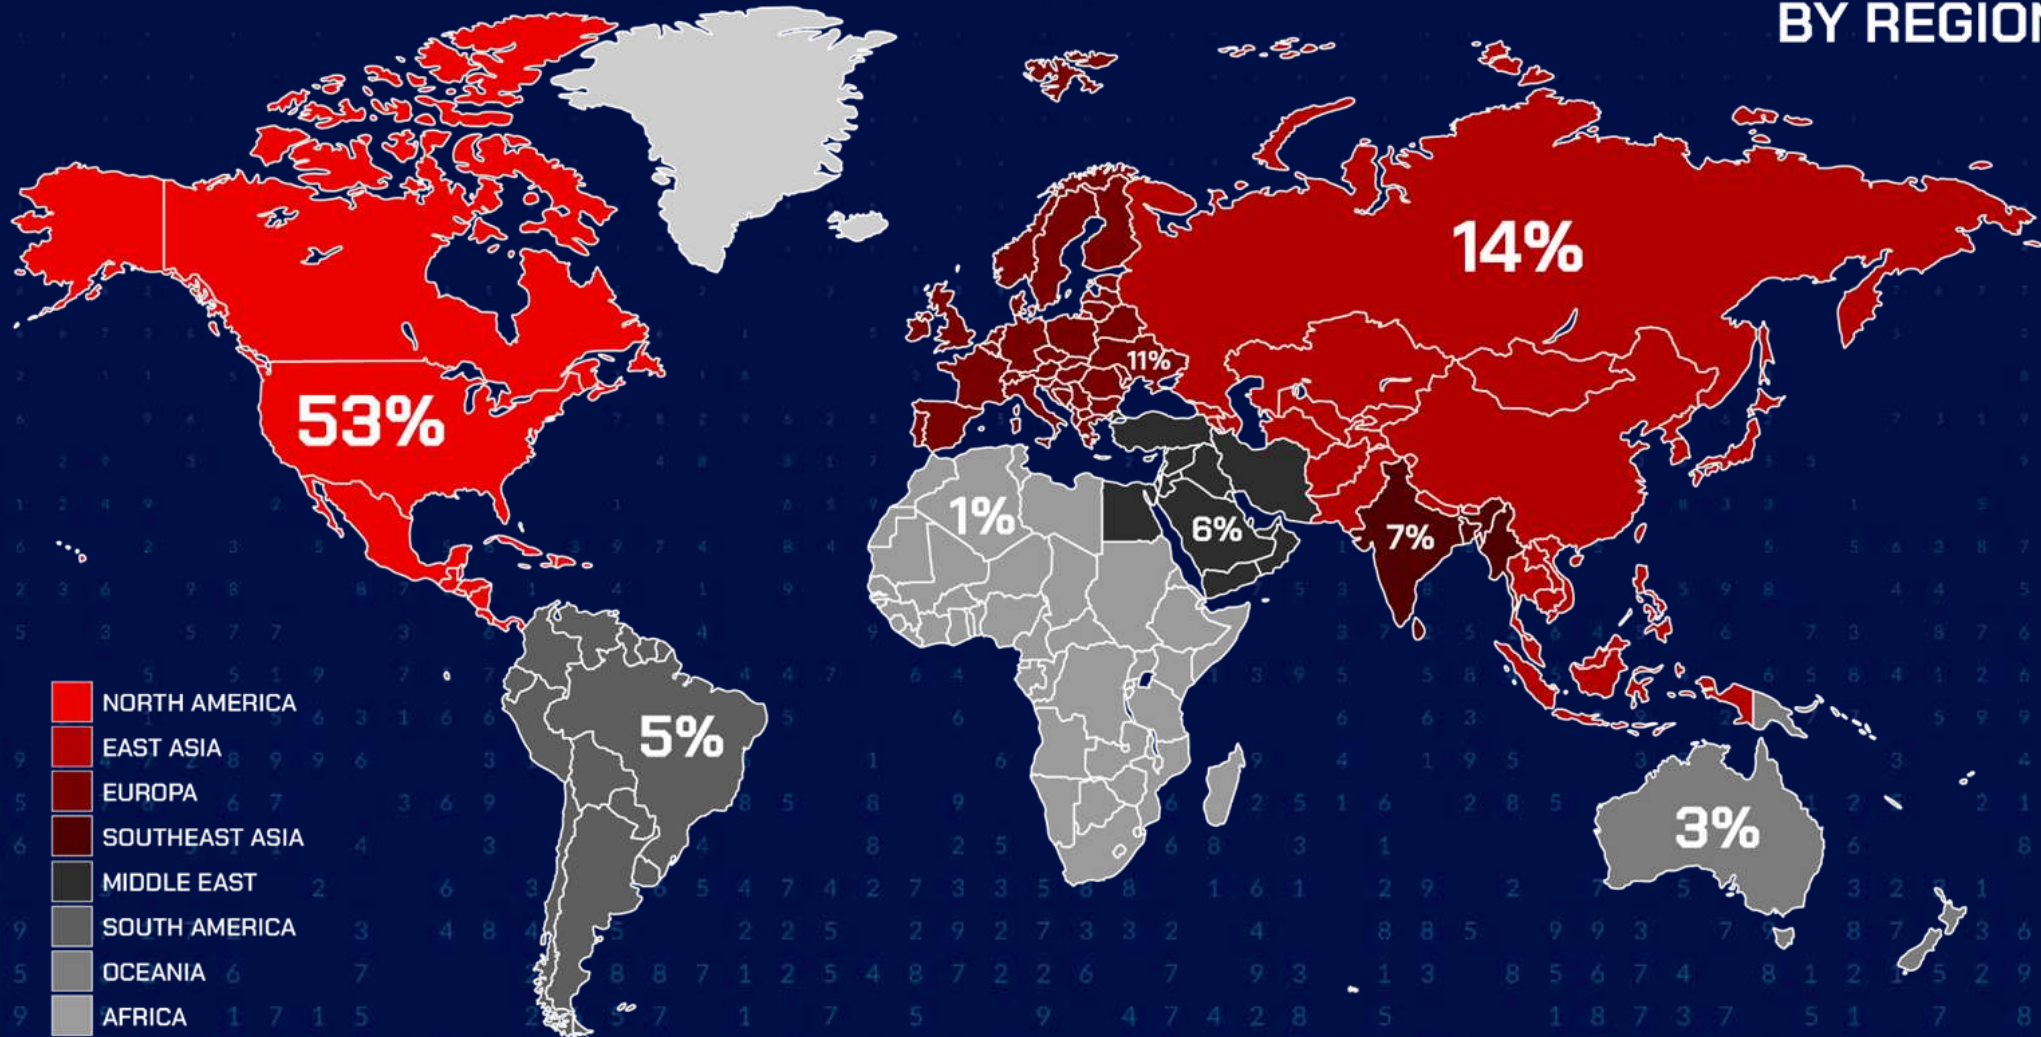 BY REGION
14%
11%
53%
1%
6%
7%
5%
3%
NORTH AMERICA
EAST ASIA
EUROPA
SOUTHEAST ASIA
MIDDLE EAST
SOUTH AMERICA
OCEANIA
AFRICA